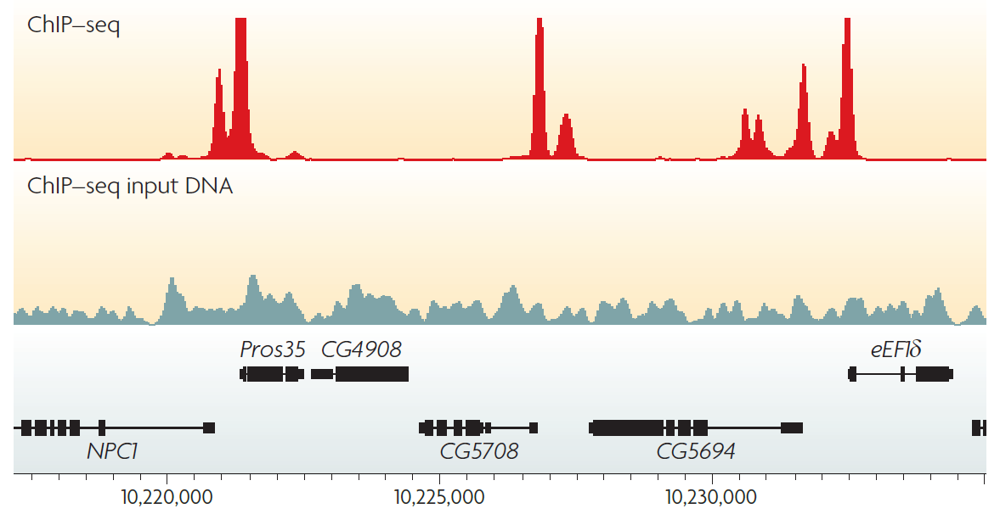 ChIP–seq
ChIP–seq input DNA
Pros35 CG4908 eEF1δ
NPC1 CG5708 CG5694
10,220,000 10,225,000 10,230,000